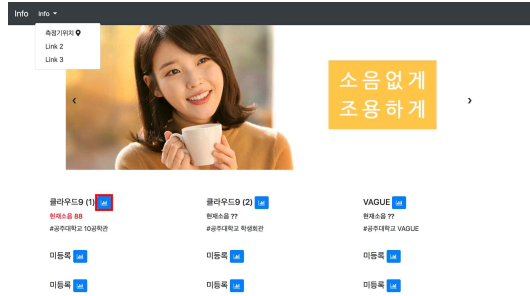 Info Info
측정기위치
Link 2
Link 3
소음없게
조용하게
클라우드9 (1) 클라우드9 (2) VAGUE
현재소음 88 현재소음 ?? 현재소음 ??
#공주대학교 10공학관 #공주대학교 학생회관 #공주대학교 VAGUE
미등록 미등록 미등록
미등록 미등록 미등록